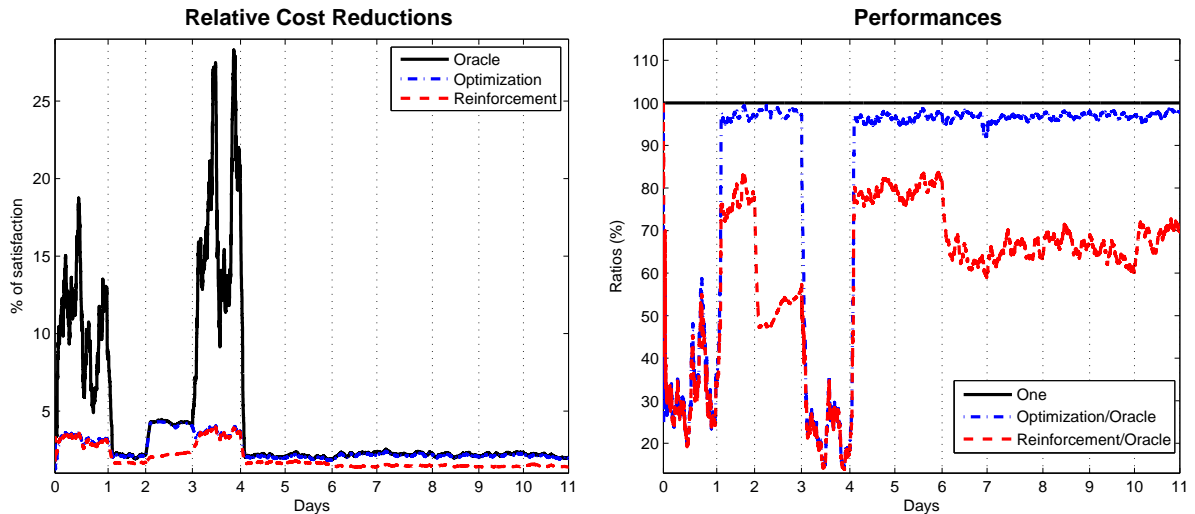 Relative Cost Reductions
% of satisfaction
25
20
15
10
5
0 1 2 3 4 5 6 7 8 9 10 11
Days
Oracle
Optimization
Reinforcement
Performances
Ratios (%)
110
100
90
80
70
60
50
40
30
20
0 1 2 3 4 5 6 7 8 9 10 11
Days
One
Optimization/Oracle
Reinforcement/Oracle